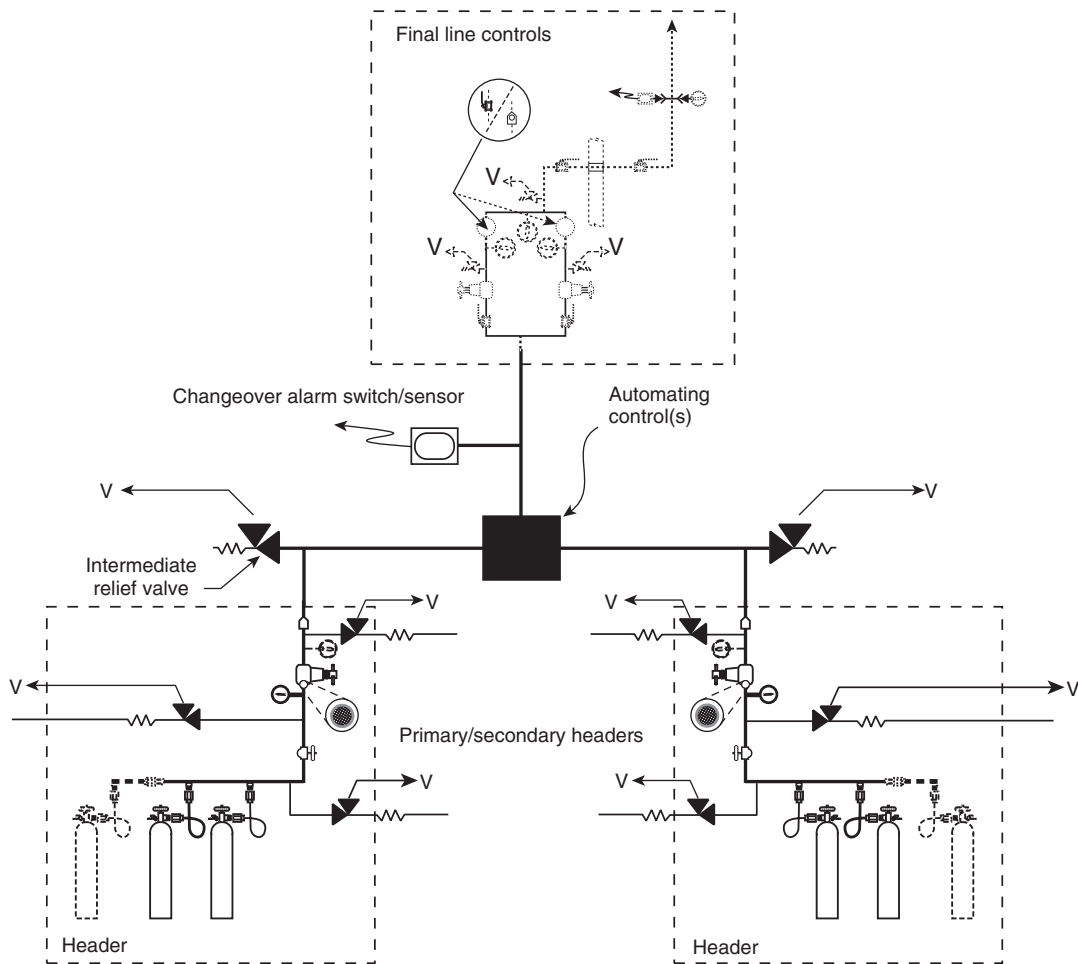 Final line controls
V
V
V
Changeover alarm switch/sensor
Automating
control(s)
V
V
Intermediate
relief valve
V
V
V
V
Primary/secondary headers
V
V
Header
Header